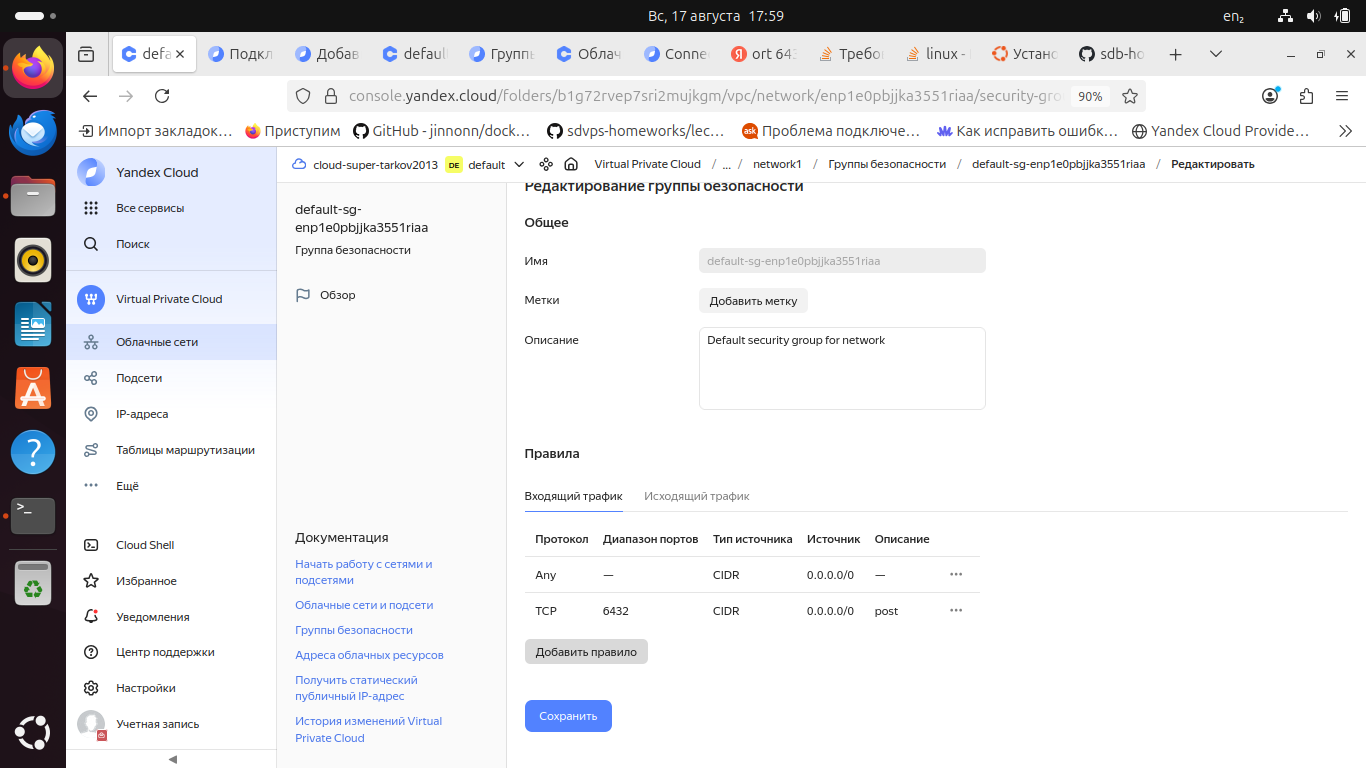 Вс, 17 августа 17:59
en₂
defa
Подкл
Добав
default
Группы
Облач
Connec
ort 643
Требо
linux -
Устано
sdb-ho
console.yandex.cloud/folders/b1g72rvep7sri2mujkgm/vpc/network/enp1e0pbjjka3551riaa/security-gro
90%
Импорт закладок…
Приступим
GitHub - jinnonn/dock…
sdvps-homeworks/lec…
Проблема подключе…
Как исправить ошибк…
Yandex Cloud Provide…
Yandex Cloud
Все сервисы
Поиск
Virtual Private Cloud
Облачные сети
Подсети
IP-адреса
Таблицы маршрутизации
Ещё
Cloud Shell
Избранное
Уведомления
Центр поддержки
Настройки
Учетная запись
cloud-super-tarkov2013 DE default
Virtual Private Cloud / ... / network1 / Группы безопасности / default-sg-enp1e0pbjjka3551riaa / Редактировать
default-sg-
enp1e0pbjjka3551riaa
Группа безопасности
Обзор
Документация
Начать работу с сетями и
подсетями
Облачные сети и подсети
Группы безопасности
Адреса облачных ресурсов
Получить статический
публичный IP-адрес
История изменений Virtual
Private Cloud
Редактирование группы безопасности
Общее
Имя
default-sg-enp1e0pbjjka3551riaa
Метки
Добавить метку
Описание
Default security group for network
Правила
Входящий трафик
Исходящий трафик
Протокол Диапазон портов Тип источника Источник Описание
Any — CIDR 0.0.0.0/0 —
TCP 6432 CIDR 0.0.0.0/0 post
Добавить правило
Сохранить